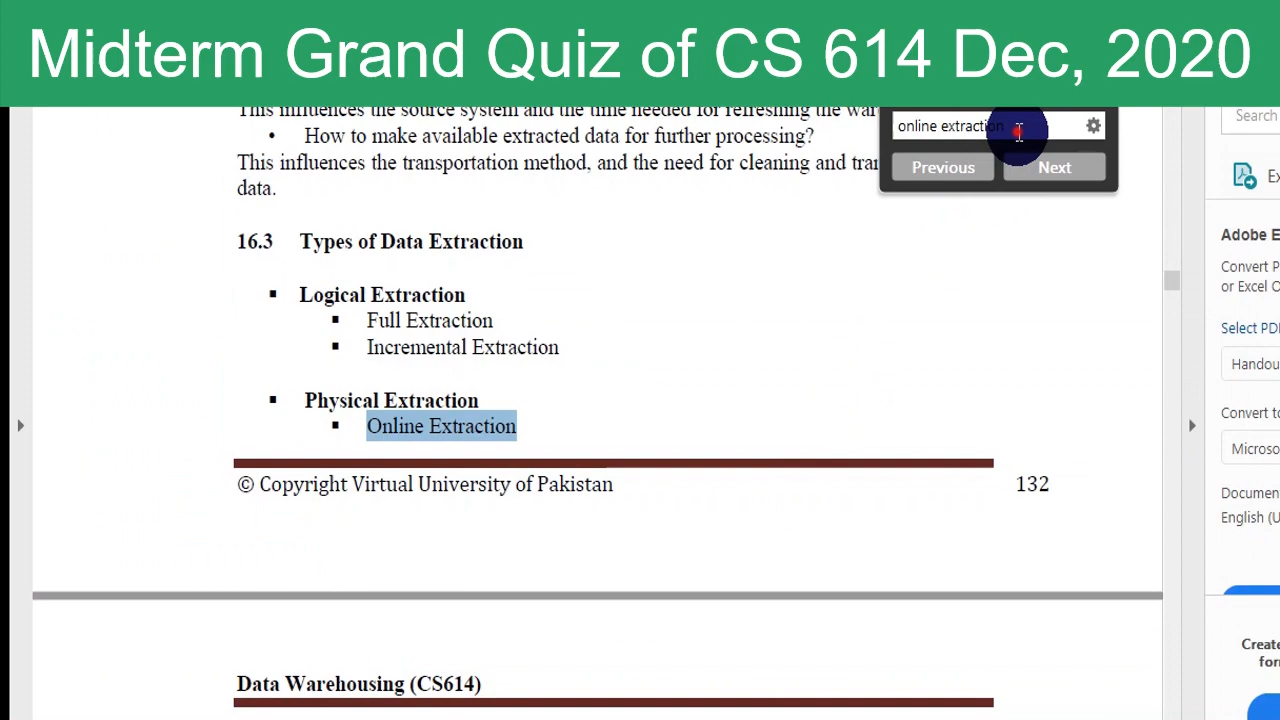 Midterm Grand Quiz of CS 614 Dec, 2020
This influences the source system and the time needed for refreshing the
• How to make available extracted data for further processing?
This influences the transportation method, and the need for cleaning and
data.
online extraction
Previous Next
16.3 Types of Data Extraction
▪ Logical Extraction
▪ Full Extraction
▪ Incremental Extraction
▪ Physical Extraction
▪ Online Extraction
© Copyright Virtual University of Pakistan 132
Data Warehousing (CS614)
Search
Adobe E
Convert P
or Excel O
Select PDF
Handou
Convert to
Microso
Documen
English (U
Create
for